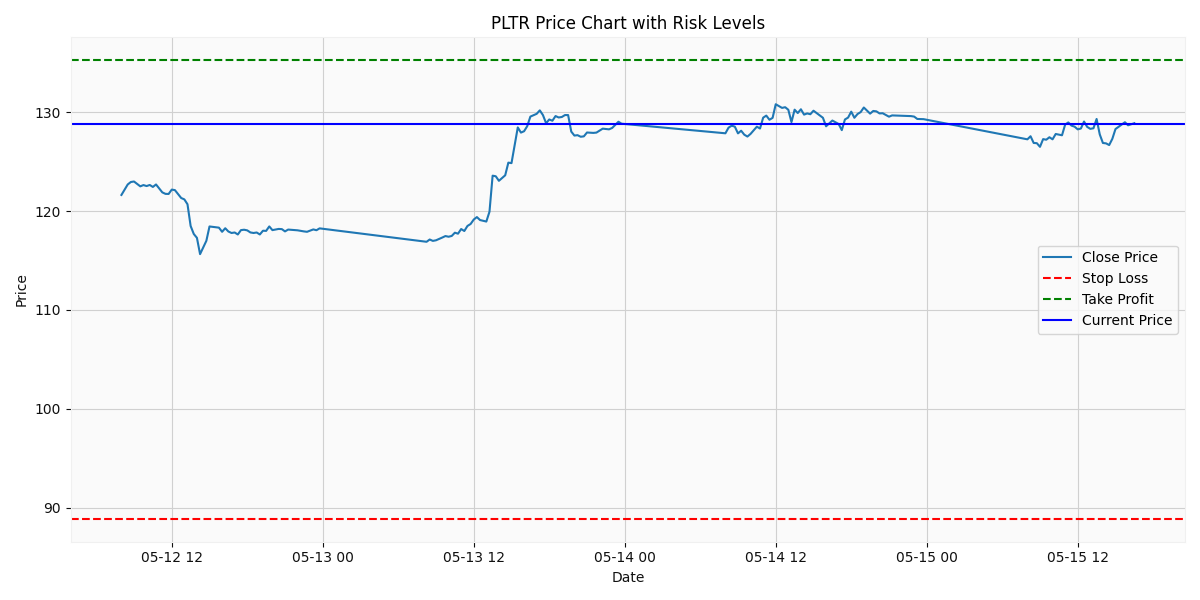 PLTR Price Chart with Risk Levels
Price
130
120
110
100
90
Close Price
Stop Loss
Take Profit
Current Price
05-12 12
05-13 00
05-13 12
05-14 00
05-14 12
05-15 00
05-15 12
Date